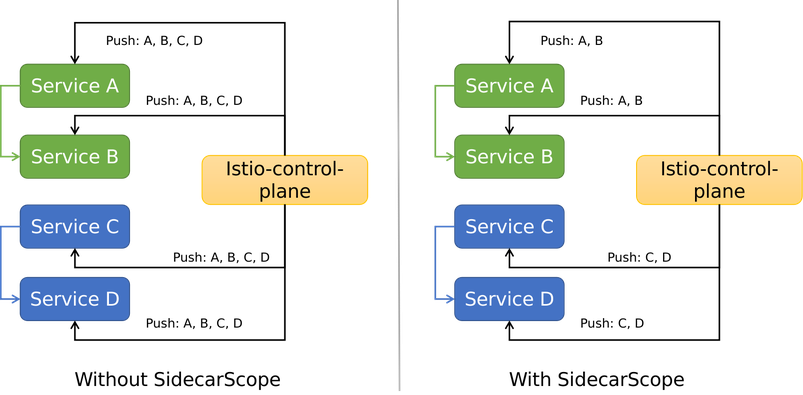 Push: A, B, C, D
Service A
Push: A, B, C, D
Service B
Istio-control-
plane
Service C
Push: A, B, C, D
Service D
Push: A, B, C, D
Without SidecarScope
Push: A, B
Service A
Push: A, B
Service B
Istio-control-
plane
Service C
Push: C, D
Service D
Push: C, D
With SidecarScope